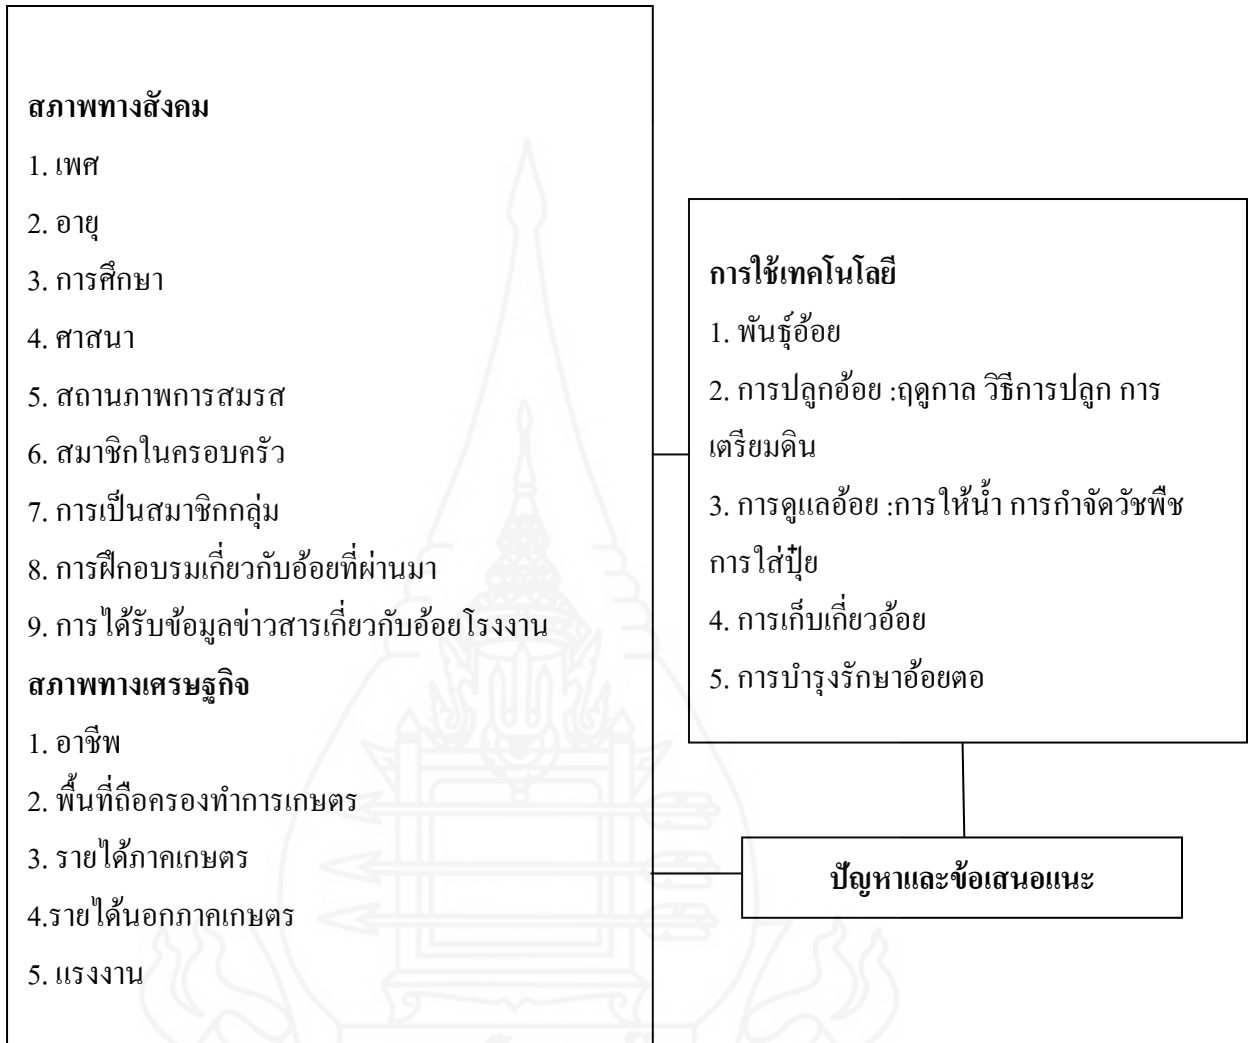 สภาพทางสังคม
1. เพศ
2. อายุ
3. การศึกษา
4. ศาสนา
5. สถานภาพการสมรส
6. สมาชิกในครอบครัว
7. การเป็นสมาชิกกลุ่ม
8. การฝึกอบรมเกี่ยวกับอ้อยที่ผ่านมา
9. การได้รับข้อมูลข่าวสารเกี่ยวกับอ้อยโรงงาน
สภาพทางเศรษฐกิจ
1. อาชีพ
2. พื้นที่ถือครองทำการเกษตร
3. รายได้ภาคเกษตร
4.รายได้นอกภาคเกษตร
5. แรงงาน
การใช้เทคโนโลยี
1. พันธุ์อ้อย
2. การปลูกอ้อย :ฤดูกาล วิธีการปลูก การ
เตรียมดิน
3. การดูแลอ้อย :การให้น้ำ การกำจัดวัชพืช
การใส่ปุ๋ย
4. การเก็บเกี่ยวอ้อย
5. การบำรุงรักษาอ้อยตอ
ปัญหาและข้อเสนอแนะ